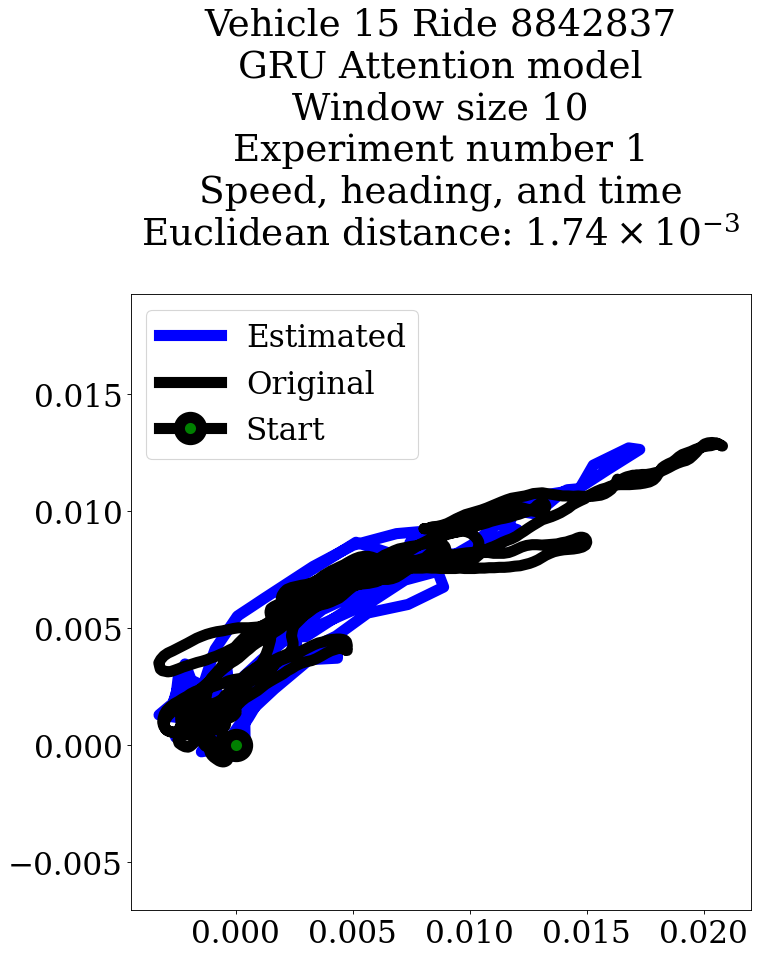 Vehicle 15 Ride 8842837
GRU Attention model
Window size 10
Experiment number 1
Speed, heading, and time
Euclidean distance: 1.74 × 10⁻³
Estimated
Original
Start
0.015
0.010
0.005
0.000
−0.005
0.000 0.005 0.010 0.015 0.020